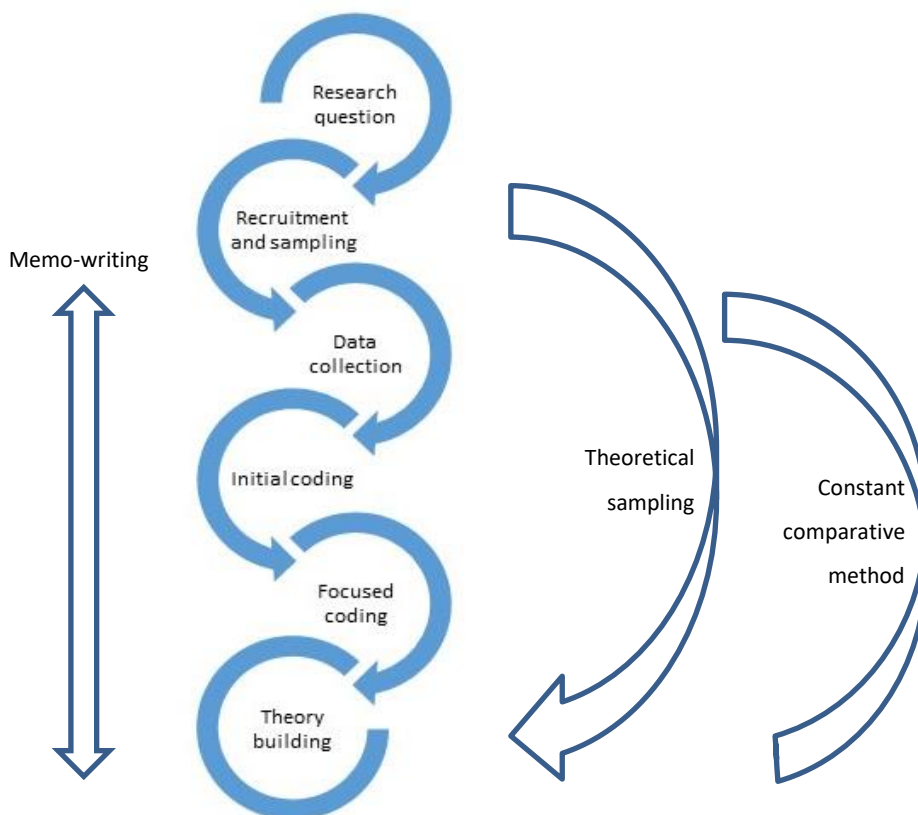 Research
question
Recruitment
and sampling
Memo-writing
Data
collection
Initial coding
Theoretical
sampling
Constant
comparative
method
Focused
coding
Theory
building